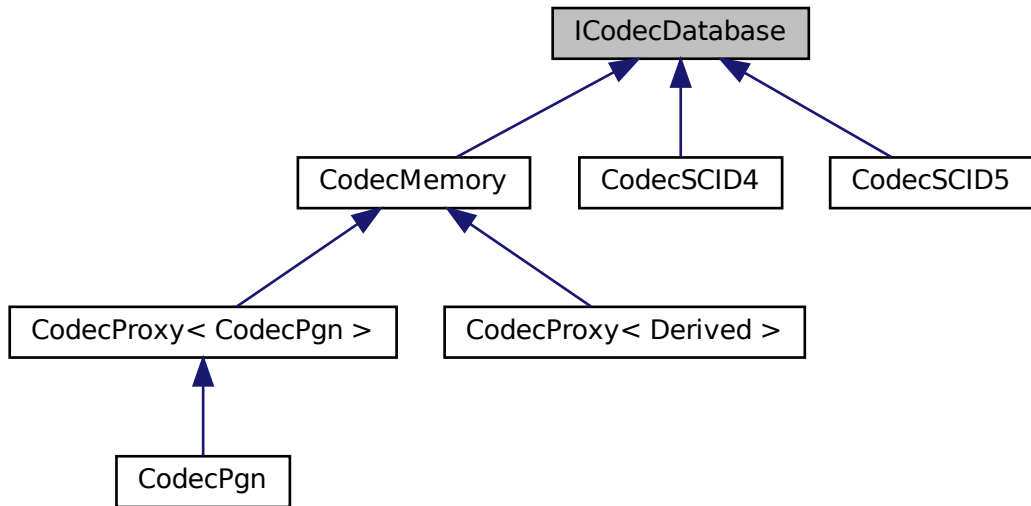 ICodecDatabase
CodecMemory
CodecSCID4
CodecSCID5
CodecProxy< CodecPgn >
CodecProxy< Derived >
CodecPgn